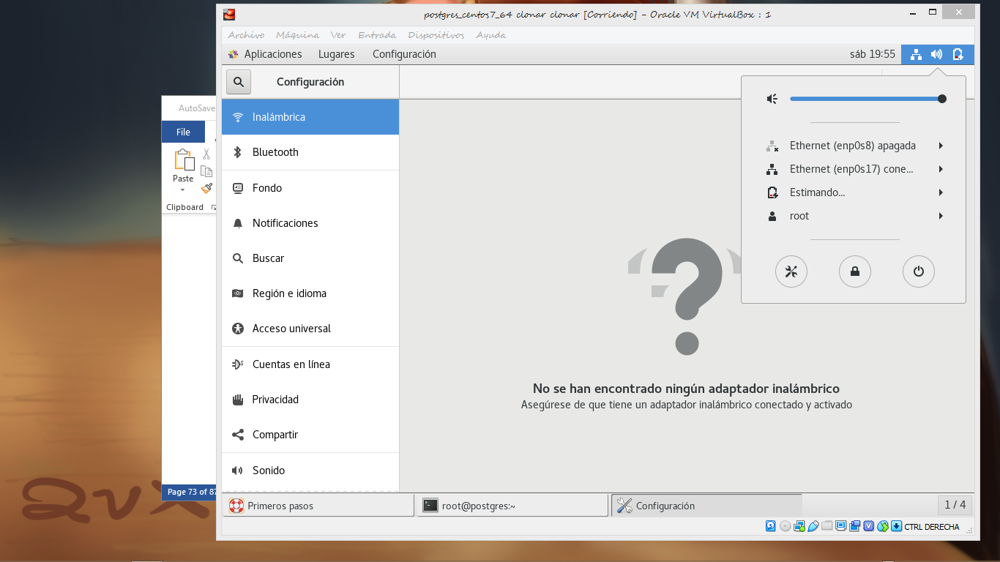 postgres_centos7_64 clonar clonar [Corriendo] - Oracle VM VirtualBox : 1
Archivo Máquina Ver Entrada Dispositivos Ayuda
Aplicaciones Lugares Configuración sáb 19:55
Configuración
AutoSave
File
Paste
Clipboard
Inalámbrica
Bluetooth
Fondo
Notificaciones
Buscar
Región e idioma
Acceso universal
Cuentas en línea
Privacidad
Compartir
Sonido
Ethernet (enp0s8) apagada
Ethernet (enp0s17) cone...
Estimando...
root
No se han encontrado ningún adaptador inalámbrico
Asegúrese de que tiene un adaptador inalámbrico conectado y activado
Page 73 of 87
Primeros pasos root@postgres:~ Configuración 1 / 4
CTRL DERECHA